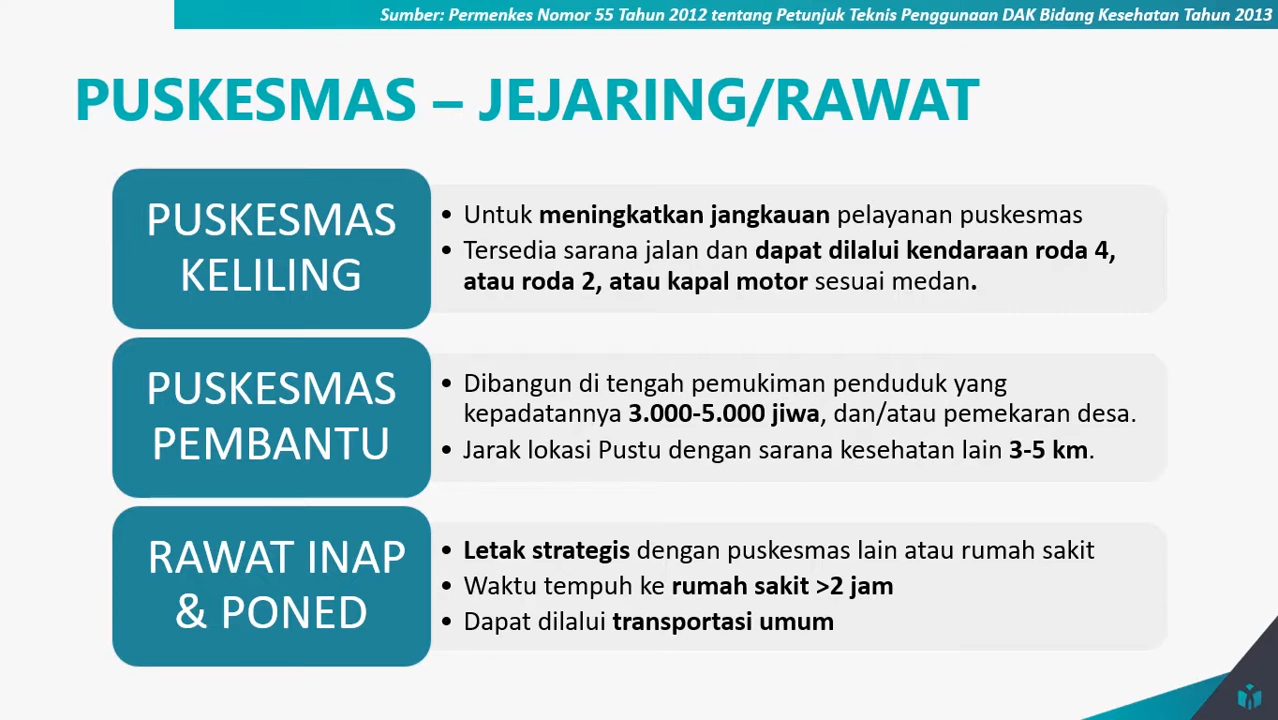 Sumber: Permenkes Nomor 55 Tahun 2012 tentang Petunjuk Teknis Penggunaan DAK Bidang Kesehatan Tahun 2013
PUSKESMAS – JEJARING/RAWAT
PUSKESMAS
KELILING
• Untuk meningkatkan jangkauan pelayanan puskesmas
• Tersedia sarana jalan dan dapat dilalui kendaraan roda 4,
atau roda 2, atau kapal motor sesuai medan.
PUSKESMAS
PEMBANTU
• Dibangun di tengah pemukiman penduduk yang
kepadatannya 3.000-5.000 jiwa, dan/atau pemekaran desa.
• Jarak lokasi Pustu dengan sarana kesehatan lain 3-5 km.
RAWAT INAP
& PONED
• Letak strategis dengan puskesmas lain atau rumah sakit
• Waktu tempuh ke rumah sakit >2 jam
• Dapat dilalui transportasi umum